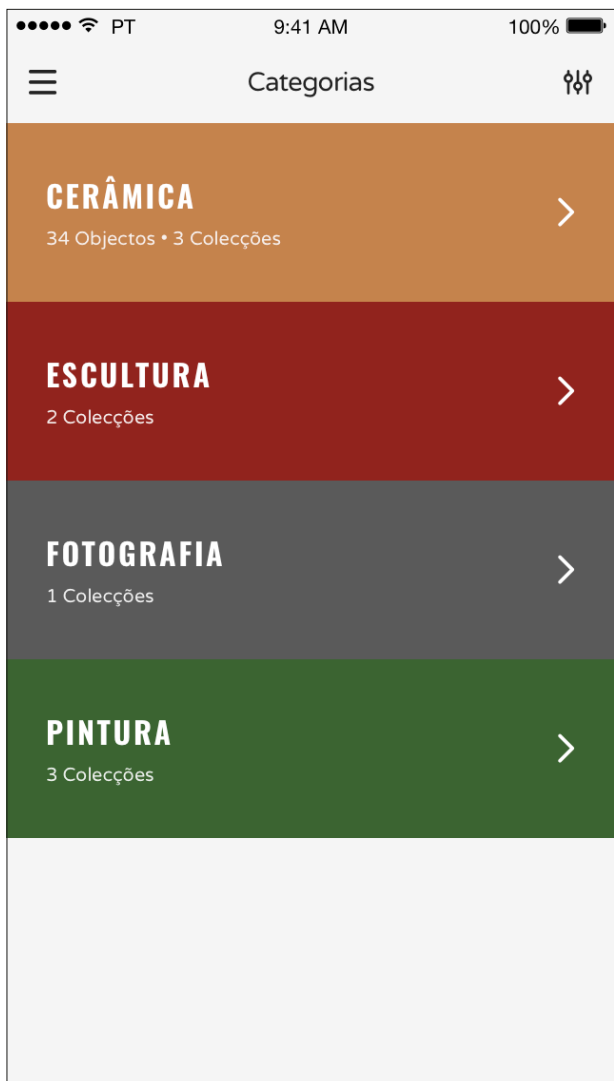 PT 9:41 AM 100%
Categorias
CERÂMICA
34 Objectos • 3 Colecções
ESCULTURA
2 Colecções
FOTOGRAFIA
1 Colecções
PINTURA
3 Colecções